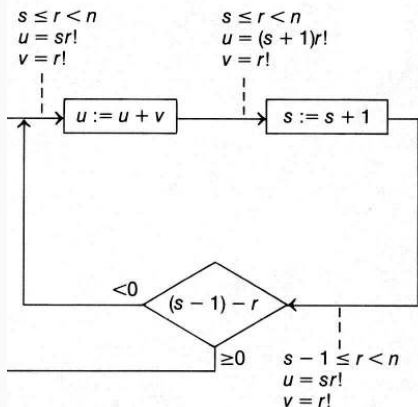 s ≤ r < n
u = sr!
v = r!
s ≤ r < n
u = (s + 1)r!
v = r!
u := u + v
s := s + 1
<0
(s − 1) − r
≥0
s − 1 ≤ r < n
u = sr!
v = r!